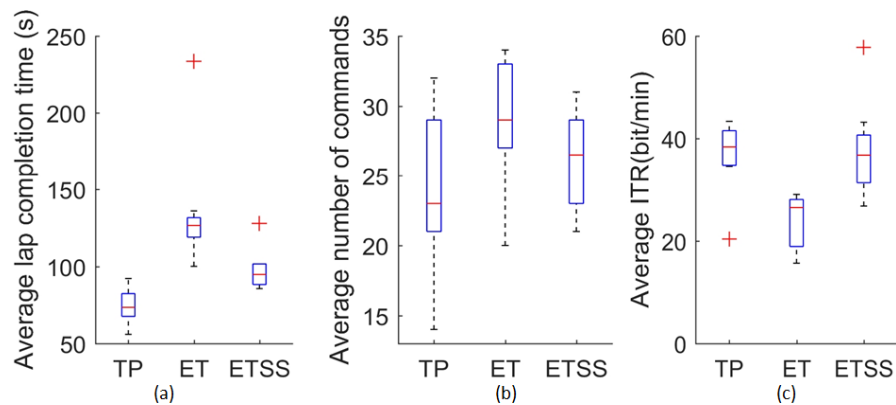 Average lap completion time (s)
250
200
150
100
50
TP
ET
ETSS
(a)
Average number of commands
35
30
25
20
15
TP
ET
ETSS
(b)
Average ITR(bit/min)
60
40
20
0
TP
ET
ETSS
(c)